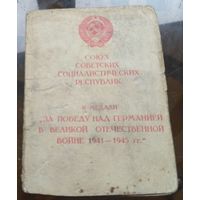 СОЮЗ
СОВЕТСКИХ
СОЦИАЛИСТИЧЕСКИХ
РЕСПУБЛИК
К МЕДАЛИ
„ЗА ПОБЕДУ НАД ГЕРМАНИЕЙ
В ВЕЛИКОЙ ОТЕЧЕСТВЕННОЙ
ВОЙНЕ 1941—1945 гг."